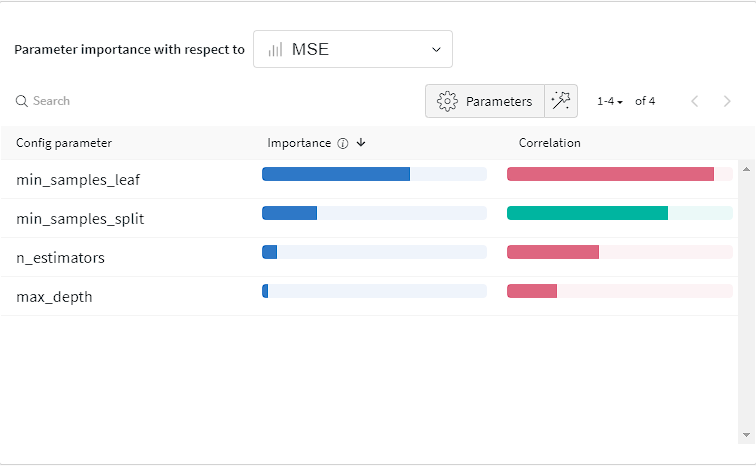 Parameter importance with respect to MSE
Search Parameters 1-4 of 4
Config parameter Importance Correlation
min_samples_leaf
min_samples_split
n_estimators
max_depth